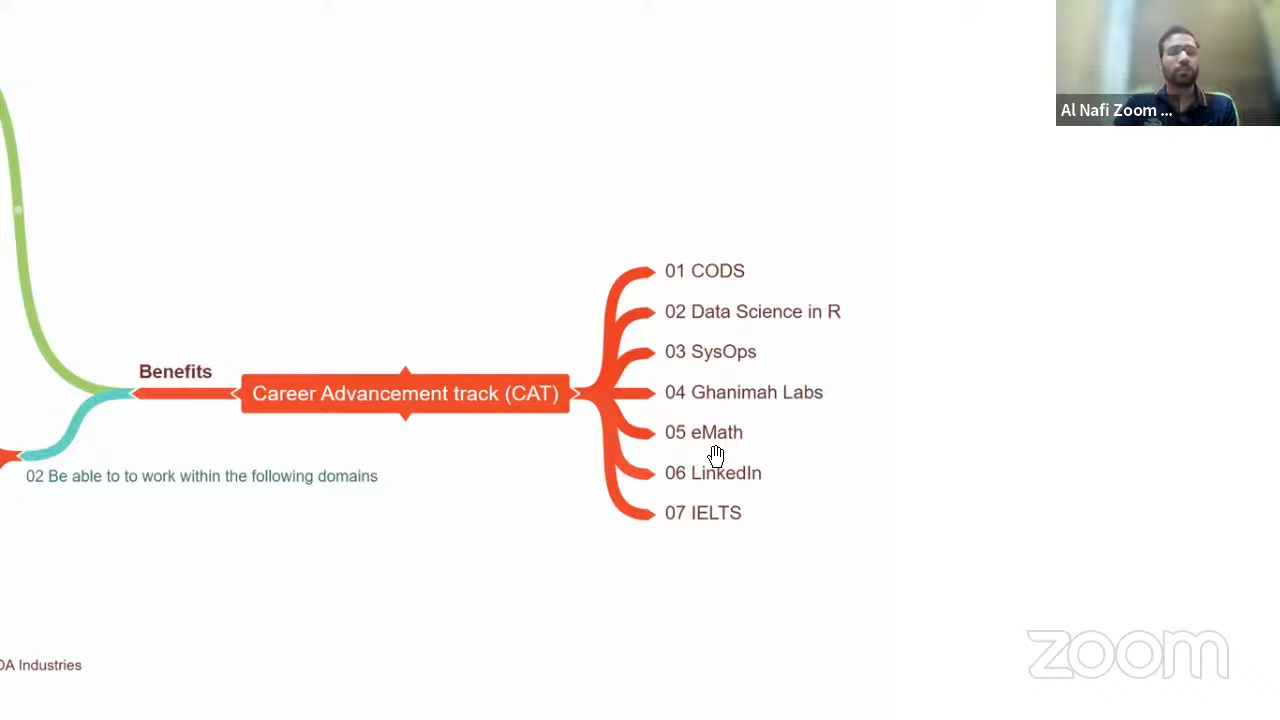 Al Nafi Zoom ...
01 CODS
02 Data Science in R
03 SysOps
Benefits
Career Advancement track (CAT)
04 Ghanimah Labs
05 eMath
06 LinkedIn
02 Be able to to work within the following domains
07 IELTS
zoom
OA Industries